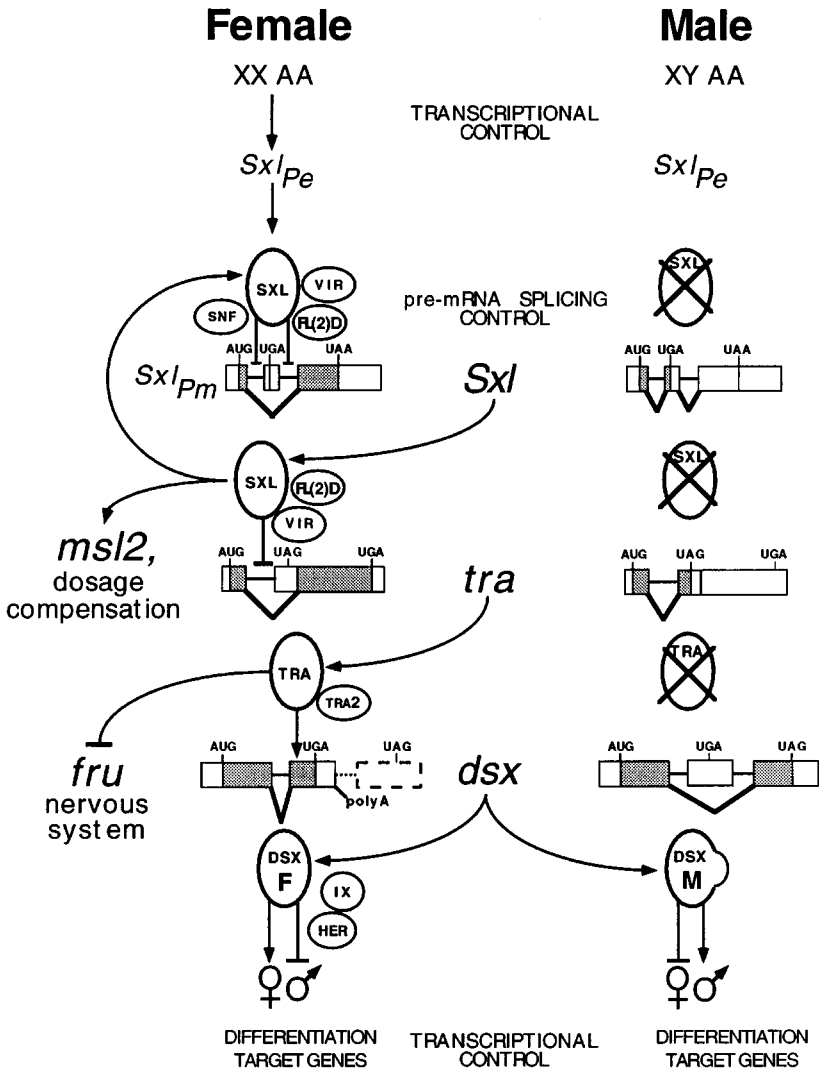 Female
Male
XX AA
XY AA
TRANSCRIPTIONAL
CONTROL
Sxl Pe
Sxl Pe
SXL
VIR
SNF
FL(2)D
SXL
pre-mRNA SPLICING
CONTROL
AUG UGA UAA
Sxl Pm
Sxl
AUG UGA UAA
SXL
FL(2)D
VIR
SXL
msl2,
dosage
compensation
AUG UAG UGA
tra
AUG UAG UGA
TRA
TRA2
TRA
fru
nervous
system
AUG UGA UAG
polyA
dsx
AUG UGA UAG
DSX
F
IX
HER
DSX
M
♀ ♂
♀ ♂
DIFFERENTIATION
TARGET GENES
TRANSCRIPTIONAL
CONTROL
DIFFERENTIATION
TARGET GENES